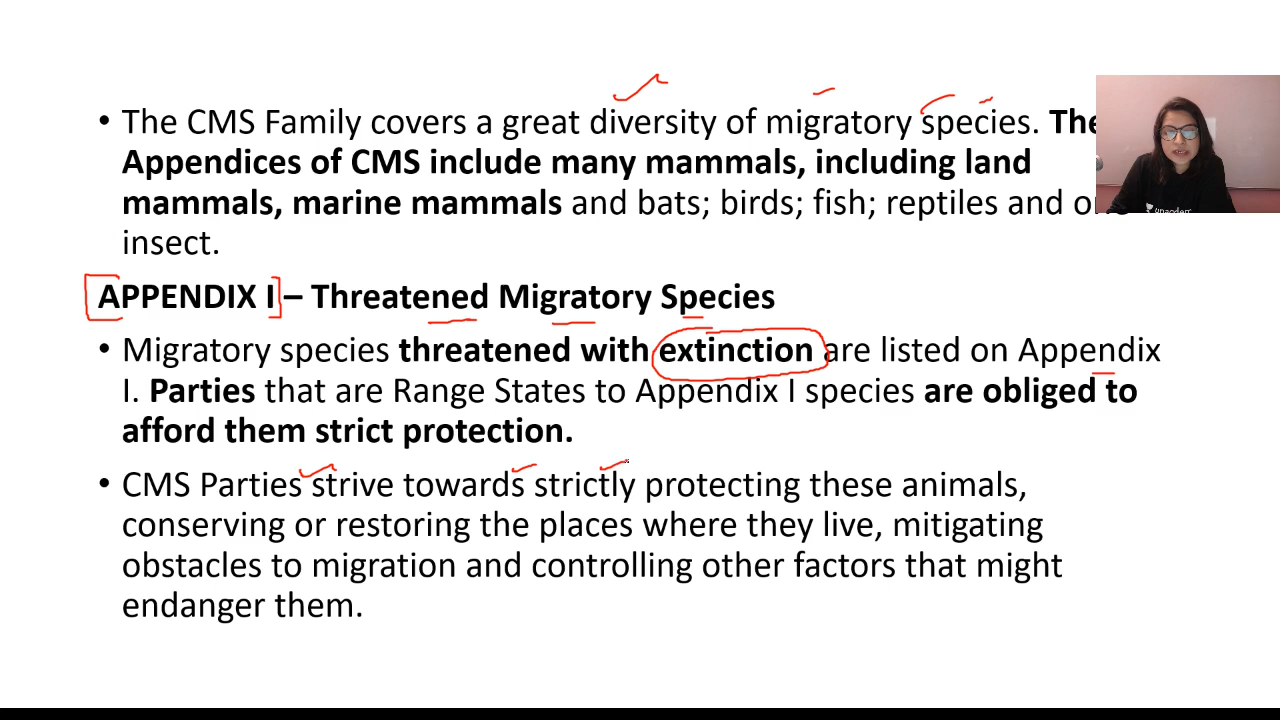 • The CMS Family covers a great diversity of migratory species. The
Appendices of CMS include many mammals, including land
mammals, marine mammals and bats; birds; fish; reptiles and one
insect.
APPENDIX I – Threatened Migratory Species
• Migratory species threatened with extinction are listed on Appendix
I. Parties that are Range States to Appendix I species are obliged to
afford them strict protection.
• CMS Parties strive towards strictly protecting these animals,
conserving or restoring the places where they live, mitigating
obstacles to migration and controlling other factors that might
endanger them.